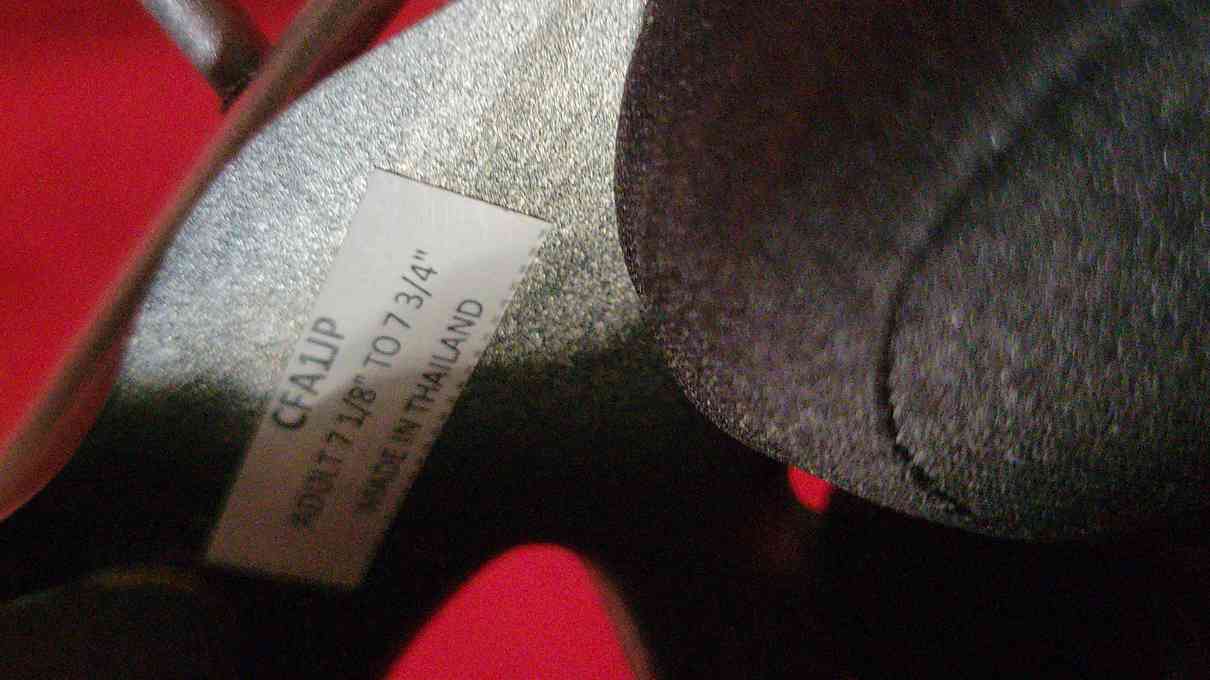 CFA1JP
ADULT 7 1/8" TO 7 3/4"
MADE IN THAILAND